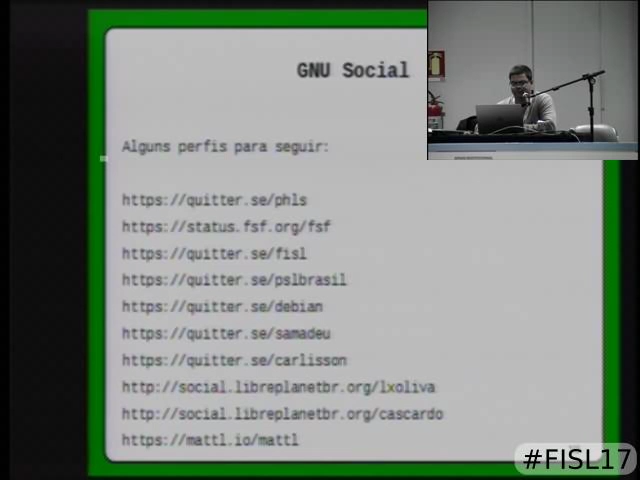 GNU Social
Alguns perfis para seguir:
https://quitter.se/phls
https://status.fsf.org/fsf
https://quitter.se/fisl
https://quitter.se/pslbrasil
https://quitter.se/debian
https://quitter.se/samadeu
https://quitter.se/carlisson
http://social.libreplanetbr.org/lxoliva
http://social.libreplanetbr.org/cascardo
https://mattl.io/mattl
#FISL17